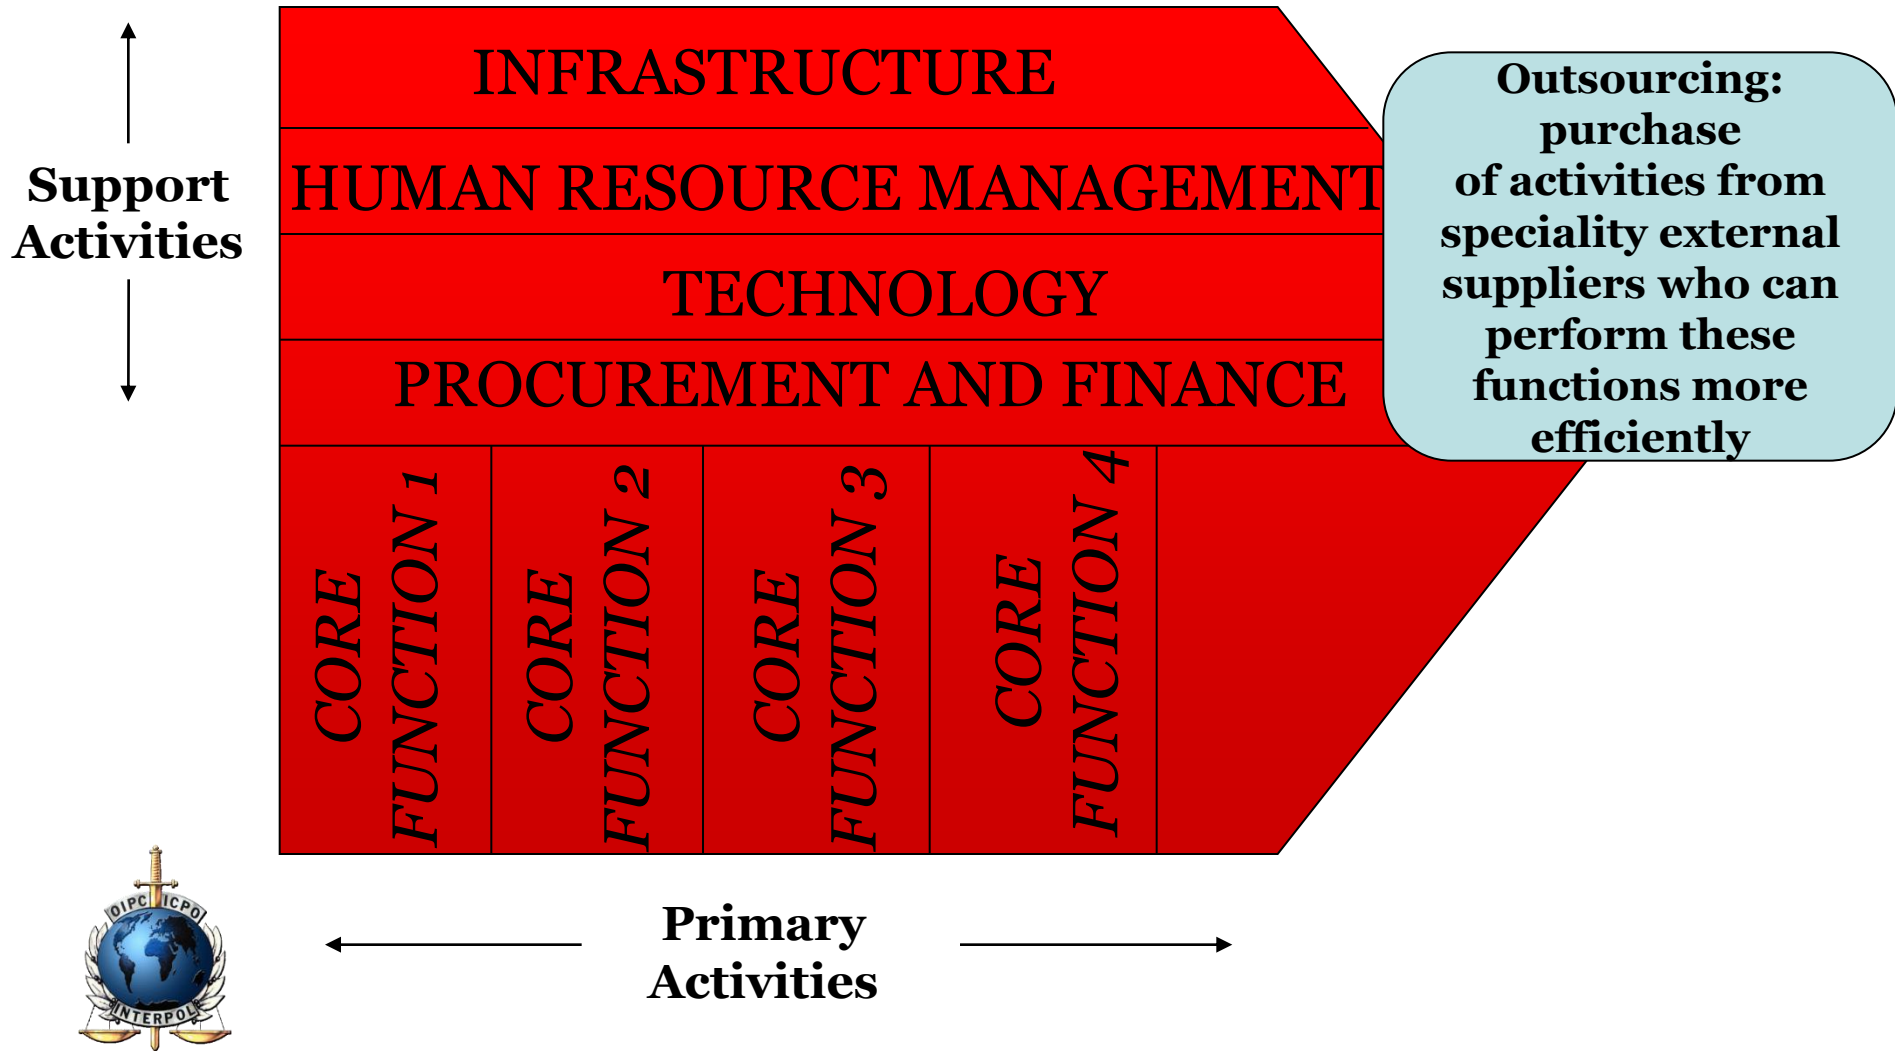 INFRASTRUCTURE
HUMAN RESOURCE MANAGEMENT
TECHNOLOGY
PROCUREMENT AND FINANCE
Support
Activities
Outsourcing:
purchase
of activities from
speciality external
suppliers who can
perform these
functions more
efficiently
CORE
FUNCTION 1
CORE
FUNCTION 2
CORE
FUNCTION 3
CORE
FUNCTION 4
Primary
Activities
OIPC ICPO
INTERPOL